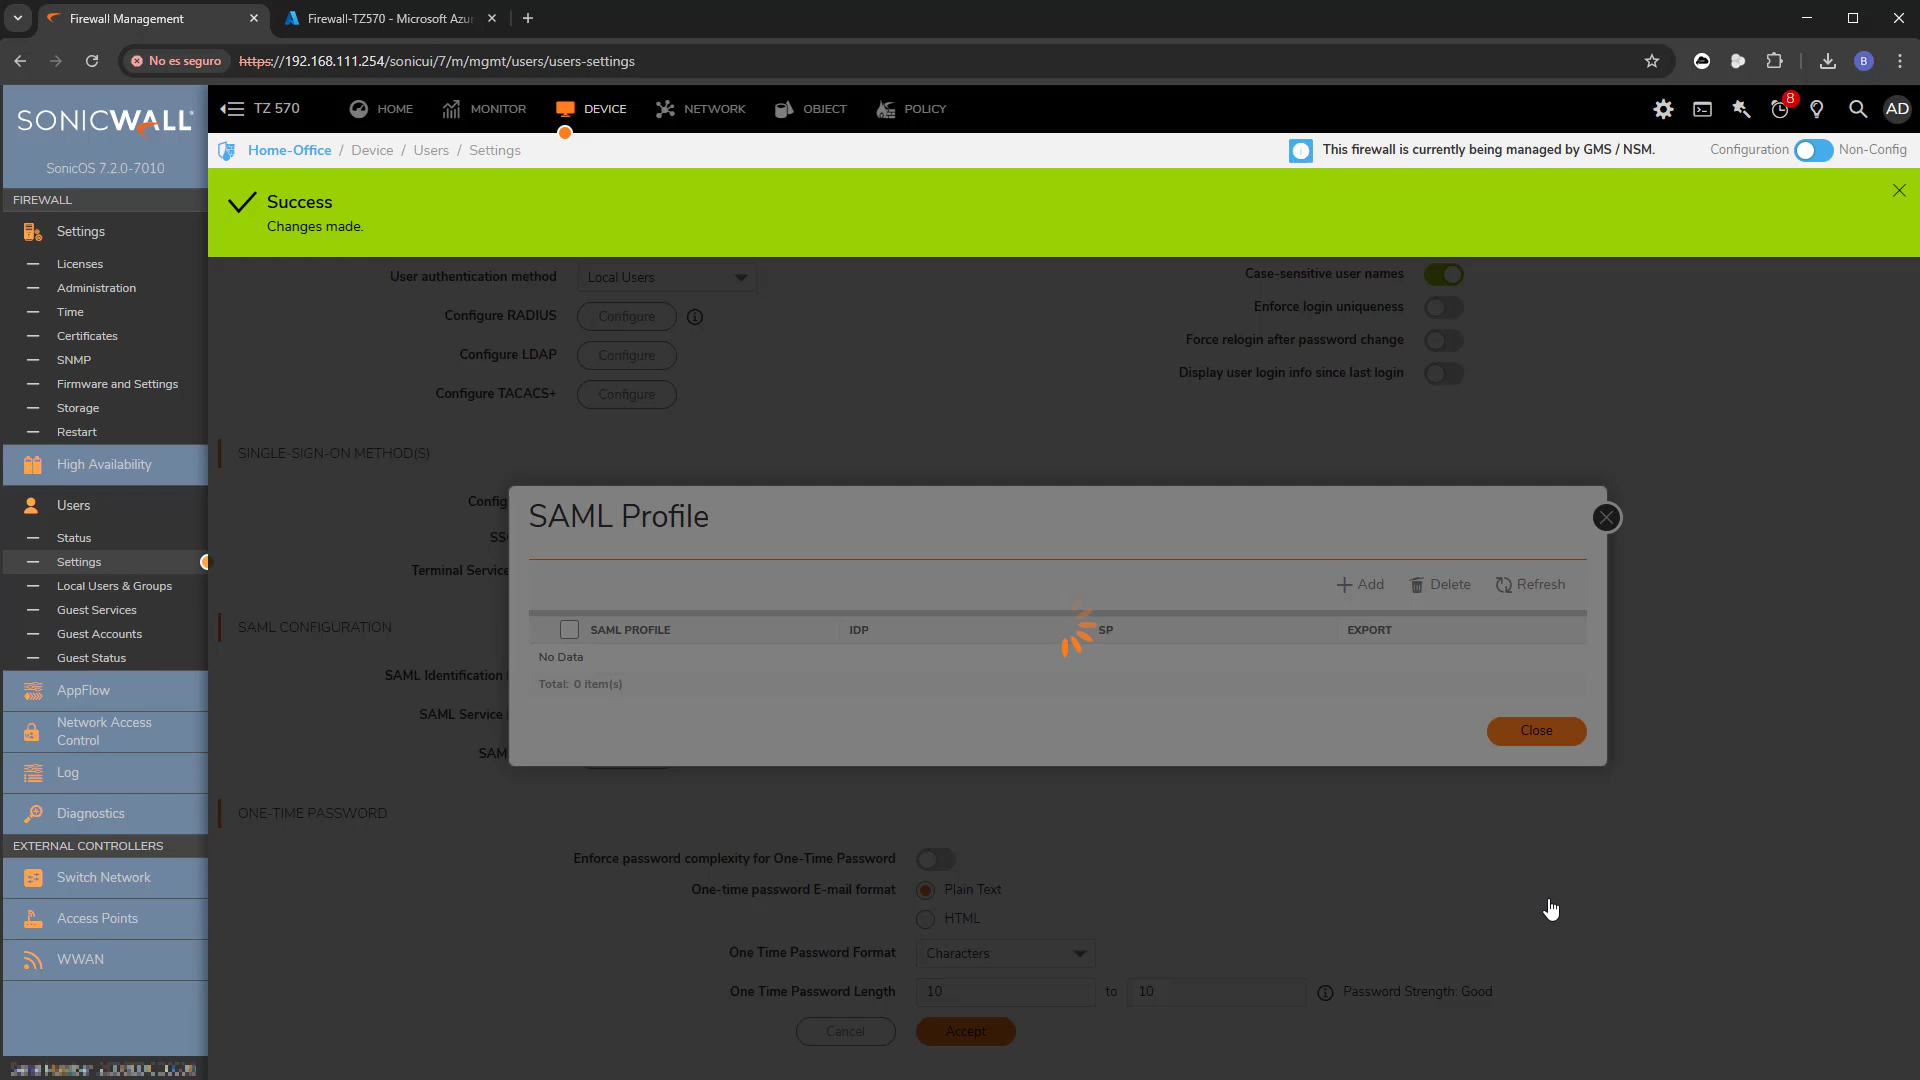 Firewall Management
Firewall-TZ570 - Microsoft Azu
No es seguro
https://192.168.111.254/sonicui/7/m/mgmt/users/users-settings
B
SONICWALL
SonicOS 7.2.0-7010
TZ 570
HOME
MONITOR
DEVICE
NETWORK
OBJECT
POLICY
8
AD
Home-Office / Device / Users / Settings
This firewall is currently being managed by GMS / NSM.
Configuration
Non-Config
Success
Changes made.
FIREWALL
Settings
Licenses
Administration
Time
Certificates
SNMP
Firmware and Settings
Storage
Restart
High Availability
Users
Status
Settings
Local Users & Groups
Guest Services
Guest Accounts
Guest Status
AppFlow
Network Access
Control
Log
Diagnostics
EXTERNAL CONTROLLERS
Switch Network
Access Points
WWAN
User authentication method
Local Users
Configure RADIUS
Configure
Configure LDAP
Configure
Configure TACACS+
Configure
Case-sensitive user names
Enforce login uniqueness
Force relogin after password change
Display user login info since last login
SINGLE-SIGN-ON METHOD(S)
Config
SS
Terminal Service
SAML CONFIGURATION
SAML Identification
SAML Service
SAM
SAML Profile
Add
Delete
Refresh
SAML PROFILE
IDP
SP
EXPORT
No Data
Total: 0 item(s)
Close
ONE-TIME PASSWORD
Enforce password complexity for One-Time Password
One-time password E-mail format
Plain Text
HTML
One Time Password Format
Characters
One Time Password Length
10
to
10
Password Strength: Good
Cancel
Accept